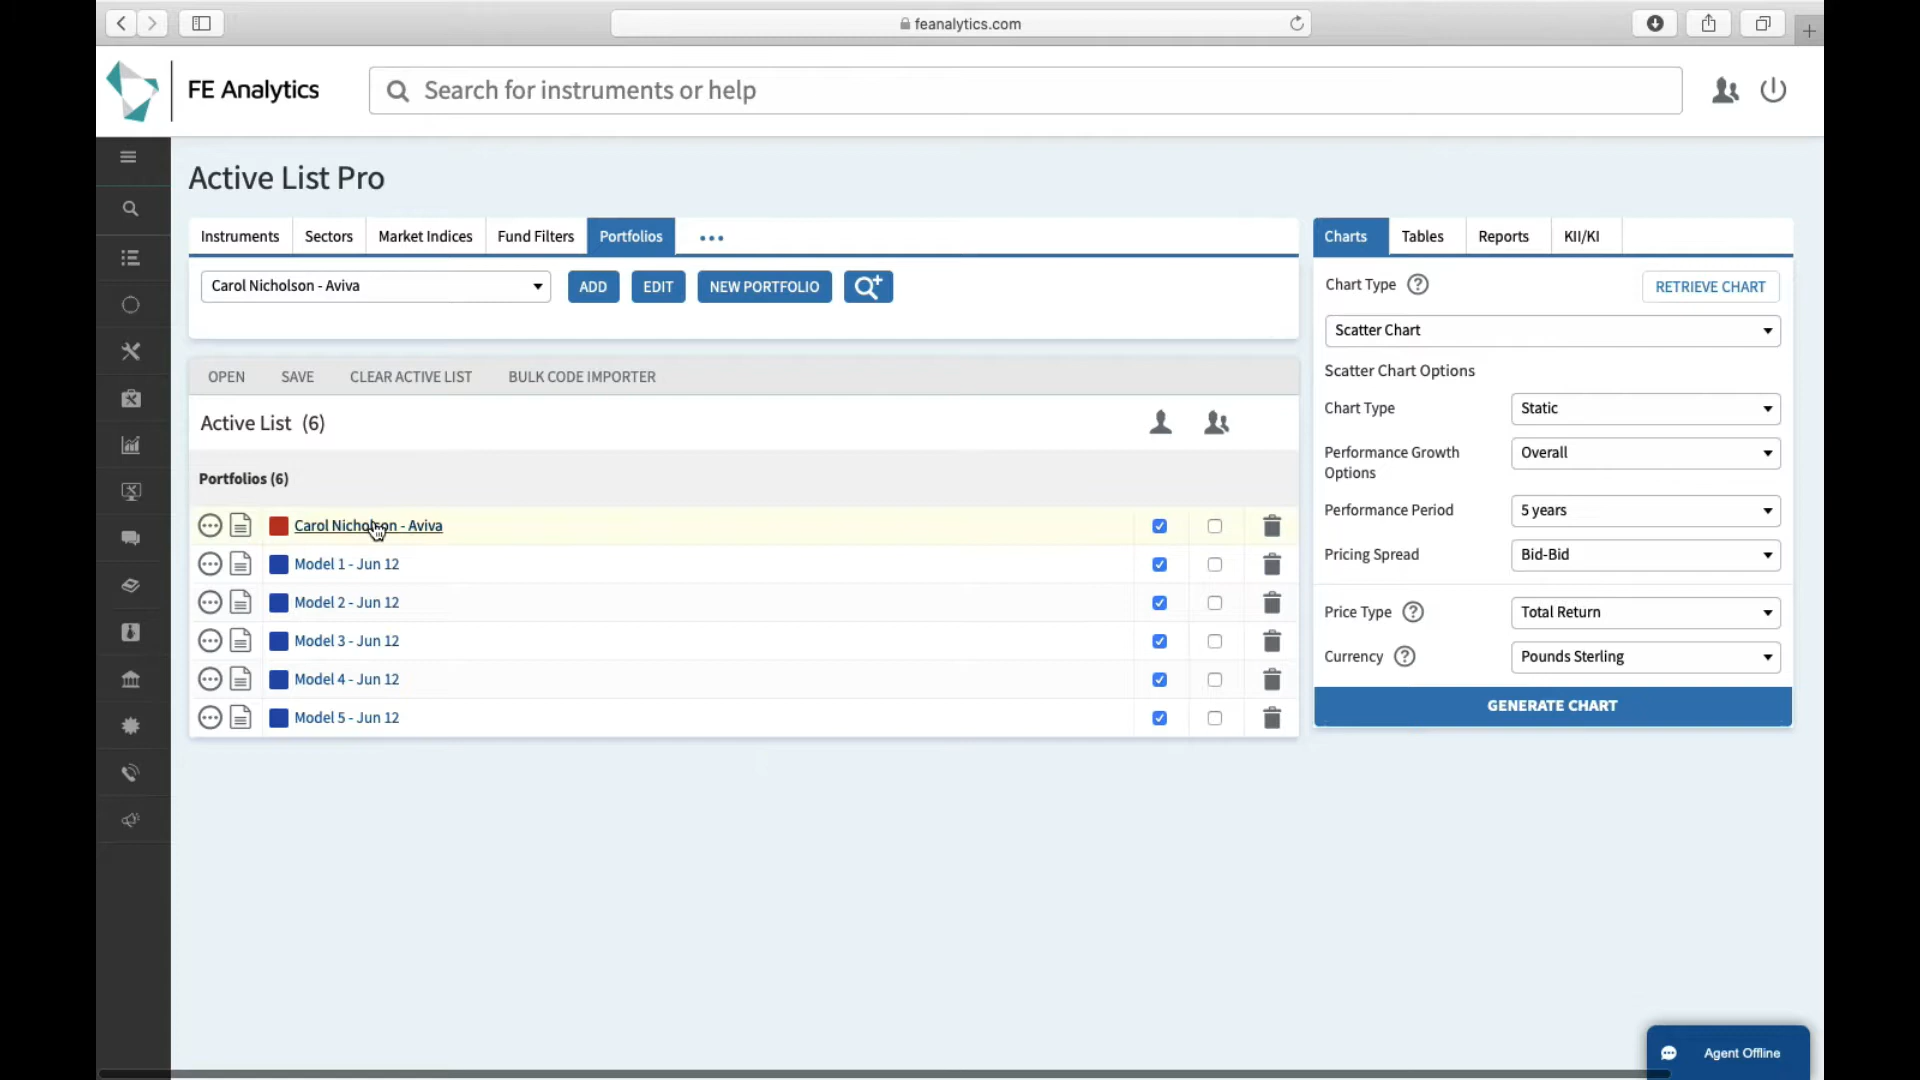 feanalytics.com
FE Analytics
Search for instruments or help
Active List Pro
Instruments Sectors Market Indices Fund Filters Portfolios
Carol Nicholson - Aviva ADD EDIT NEW PORTFOLIO
OPEN SAVE CLEAR ACTIVE LIST BULK CODE IMPORTER
Active List (6)
Portfolios (6)
Carol Nicholson - Aviva
Model 1 - Jun 12
Model 2 - Jun 12
Model 3 - Jun 12
Model 4 - Jun 12
Model 5 - Jun 12
Charts Tables Reports KII/KI
Chart Type ? RETRIEVE CHART
Scatter Chart
Scatter Chart Options
Chart Type Static
Performance Growth Options Overall
Performance Period 5 years
Pricing Spread Bid-Bid
Price Type ? Total Return
Currency ? Pounds Sterling
GENERATE CHART
Agent Offline